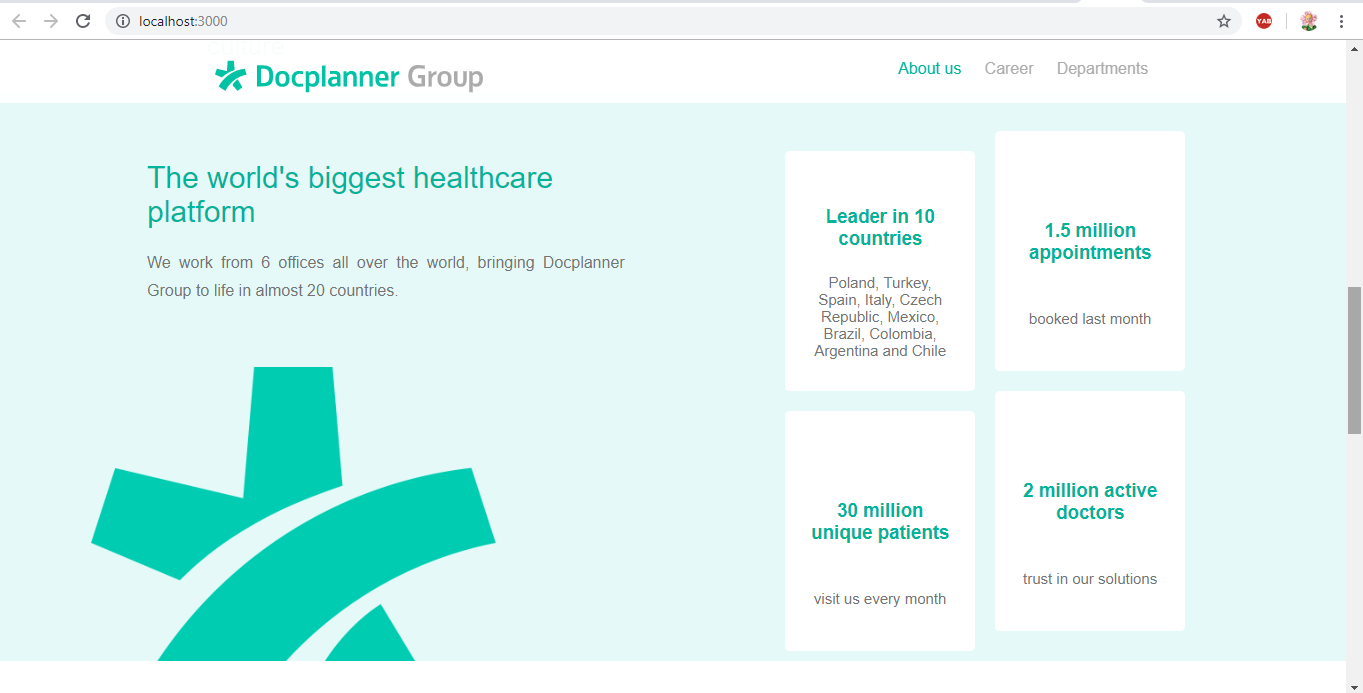 localhost:3000
YAB
culture
Docplanner Group
About us
Career
Departments
The world's biggest healthcare
platform
We work from 6 offices all over the world, bringing Docplanner
Group to life in almost 20 countries.
Leader in 10
countries
Poland, Turkey,
Spain, Italy, Czech
Republic, Mexico,
Brazil, Colombia,
Argentina and Chile
1.5 million
appointments
booked last month
30 million
unique patients
visit us every month
2 million active
doctors
trust in our solutions